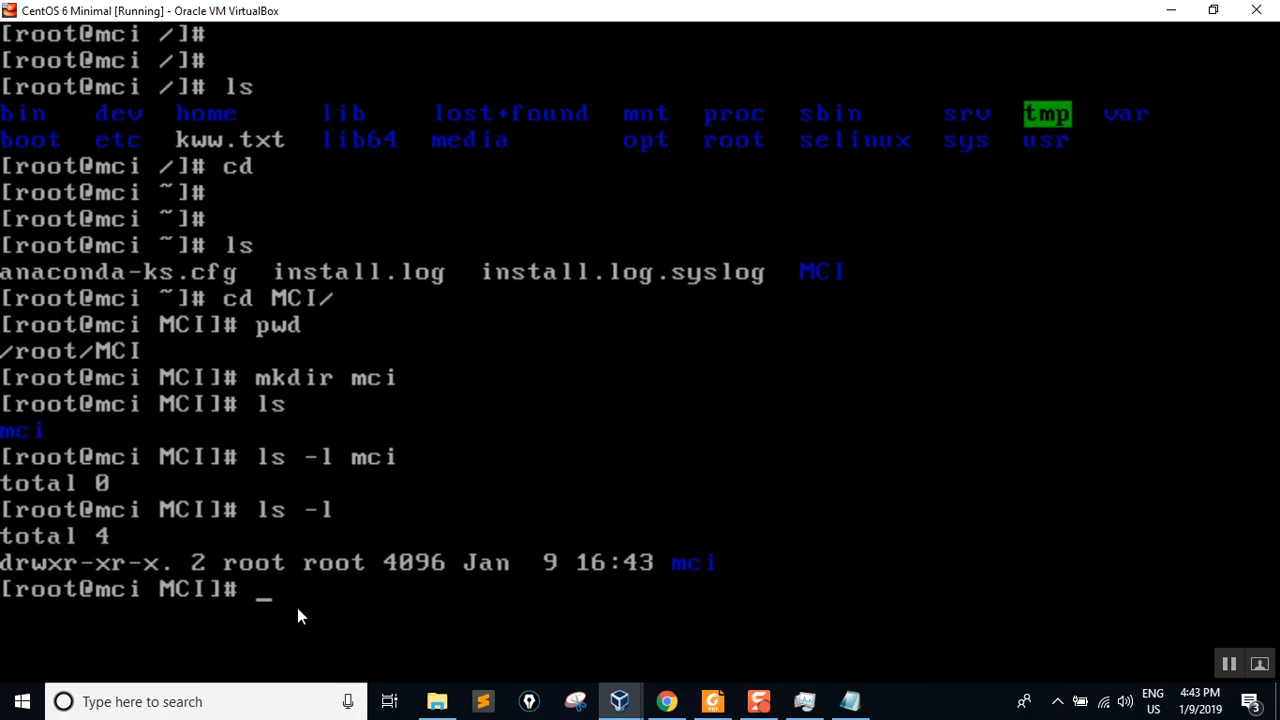 CentOS 6 Minimal [Running] - Oracle VM VirtualBox
[root@mci /]#
[root@mci /]#
[root@mci /]# ls
bin dev home lib lost+found mnt proc sbin srv tmp var
boot etc kww.txt lib64 media opt root selinux sys usr
[root@mci /]# cd
[root@mci ~]#
[root@mci ~]#
[root@mci ~]# ls
anaconda-ks.cfg install.log install.log.syslog MCI
[root@mci ~]# cd MCI/
[root@mci MCI]# pwd
/root/MCI
[root@mci MCI]# mkdir mci
[root@mci MCI]# ls
mci
[root@mci MCI]# ls -l mci
total 0
[root@mci MCI]# ls -l
total 4
drwxr-xr-x. 2 root root 4096 Jan 9 16:43 mci
[root@mci MCI]# _
Type here to search
ENG
US
4:43 PM
1/9/2019
3